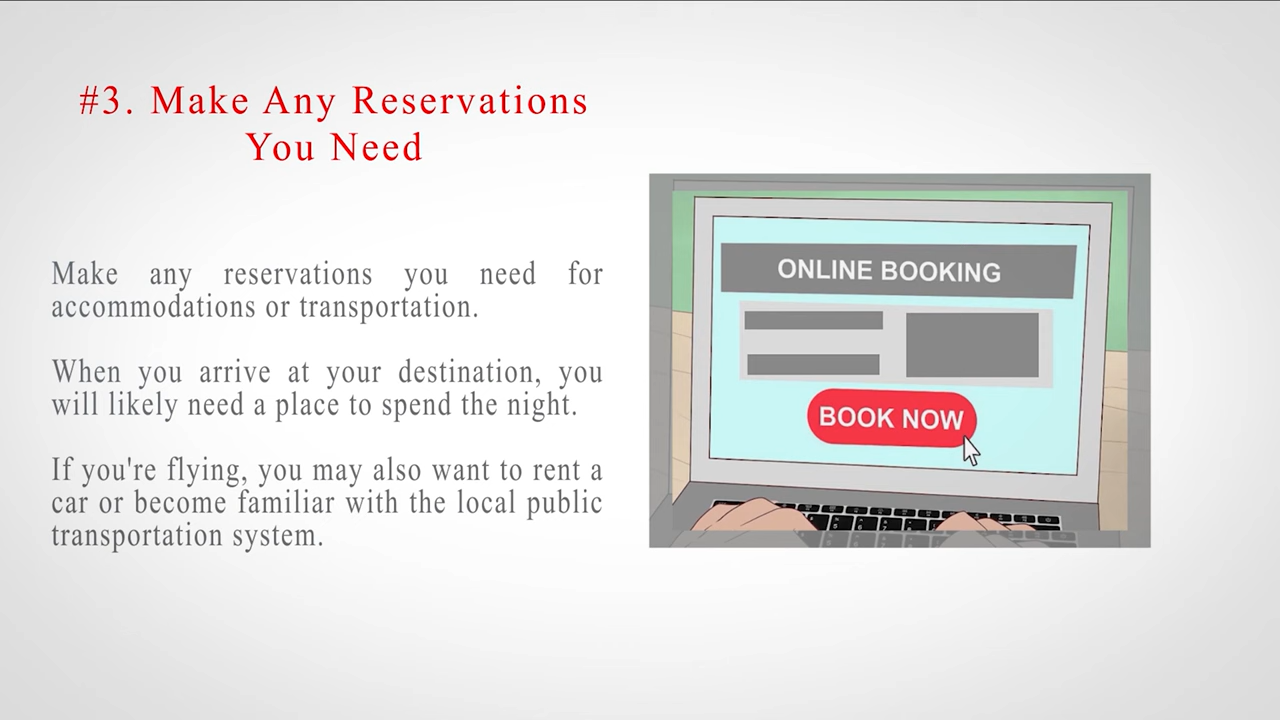 #3. Make Any Reservations
You Need
Make any reservations you need for
accommodations or transportation.
When you arrive at your destination, you
will likely need a place to spend the night.
If you're flying, you may also want to rent a
car or become familiar with the local public
transportation system.
ONLINE BOOKING
BOOK NOW